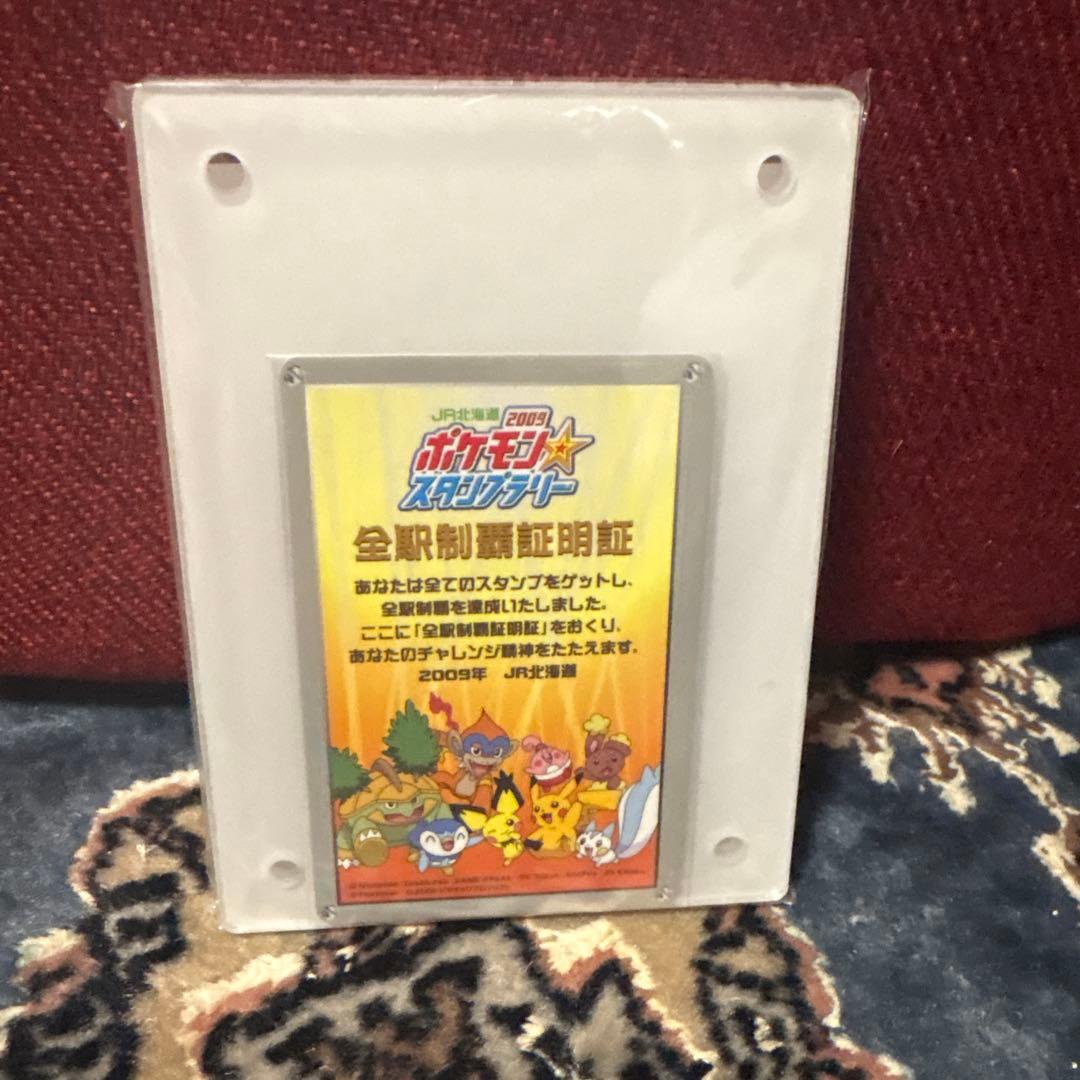 JR北海道 2009
ポケモン☆
スタンプラリー
全駅制覇証明証
あなたは全てのスタンプをゲットし、
全駅制覇を達成いたしました。
ここに「全駅制覇証明証」をおくり、
あなたのチャレンジ精神をたたえます。
2009年 JR北海道